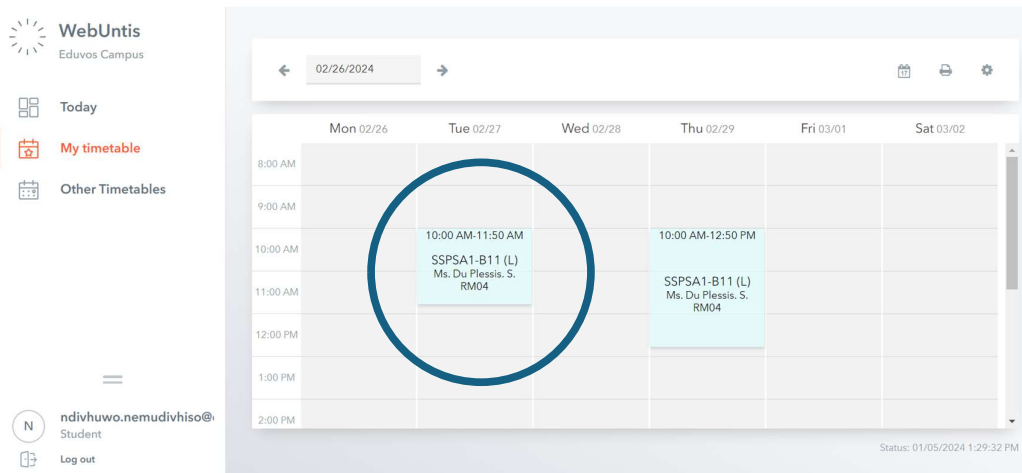 WebUntis
Eduvos Campus
Today
My timetable
Other Timetables
N
ndivhuwo.nemudivhiso@
Student
Log out
02/26/2024
17
Mon 02/26 Tue 02/27 Wed 02/28 Thu 02/29 Fri 03/01 Sat 03/02
8:00 AM
9:00 AM
10:00 AM
11:00 AM
12:00 PM
1:00 PM
2:00 PM
10:00 AM-11:50 AM
SSPSA1-B11 (L)
Ms. Du Plessis. S.
RM04
10:00 AM-12:50 PM
SSPSA1-B11 (L)
Ms. Du Plessis. S.
RM04
Status: 01/05/2024 1:29:32 PM